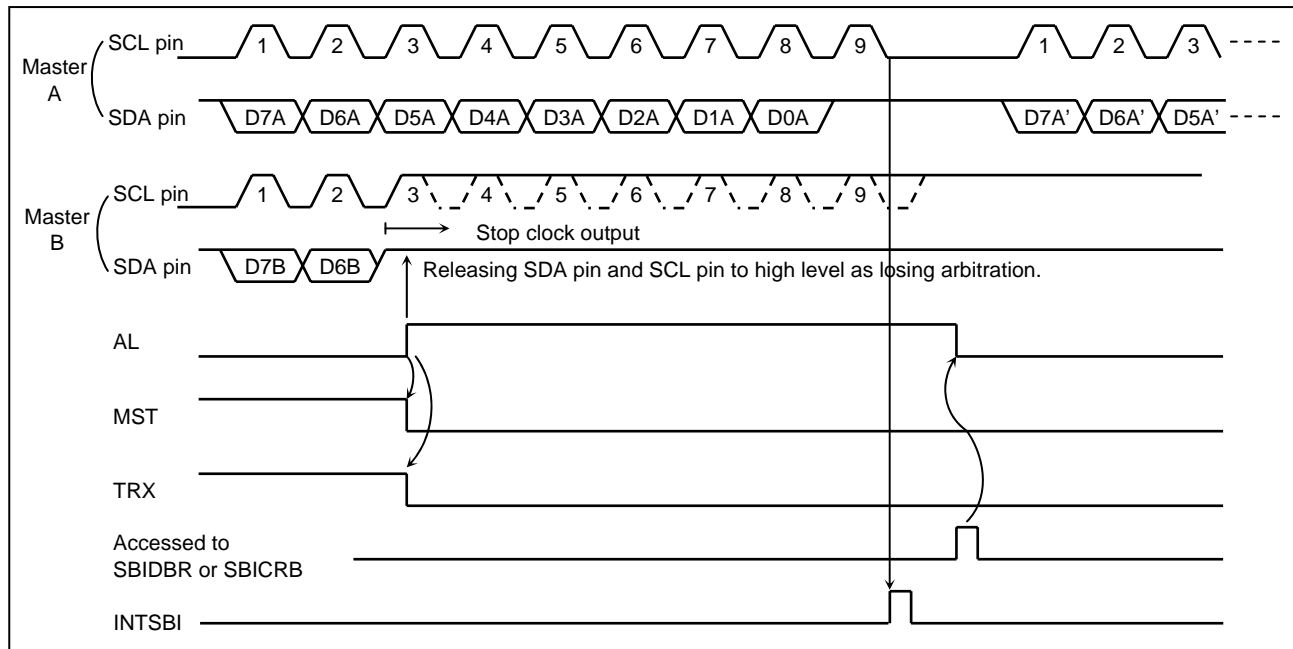 Master A
SCL pin
1 2 3 4 5 6 7 8 9 1 2 3
SDA pin
D7A D6A D5A D4A D3A D2A D1A D0A D7A’ D6A’ D5A’
Master B
SCL pin
1 2 3 4 5 6 7 8 9
Stop clock output
SDA pin
D7B D6B
Releasing SDA pin and SCL pin to high level as losing arbitration.
AL
MST
TRX
Accessed to
SBIDBR or SBICRB
INTSBI